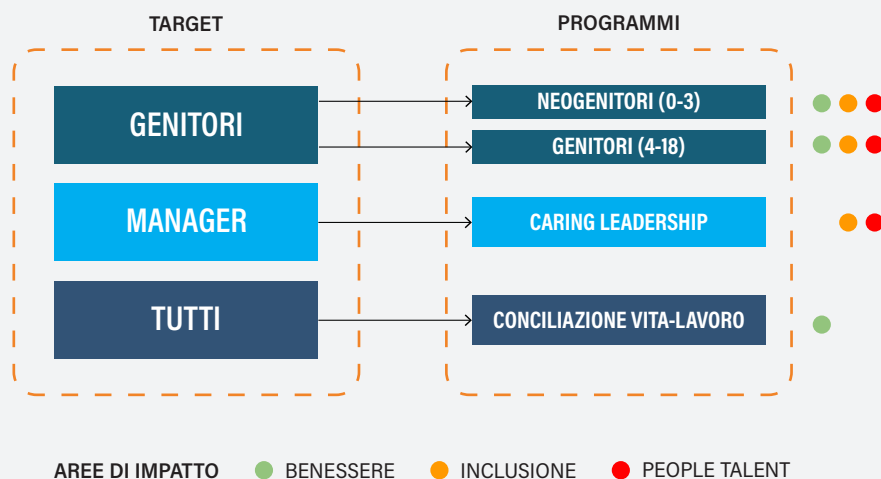 TARGET
PROGRAMMI
GENITORI
NEOGENITORI (0-3)
GENITORI (4-18)
MANAGER
CARING LEADERSHIP
TUTTI
CONCILIAZIONE VITA-LAVORO
AREE DI IMPATTO
BENESSERE
INCLUSIONE
PEOPLE TALENT